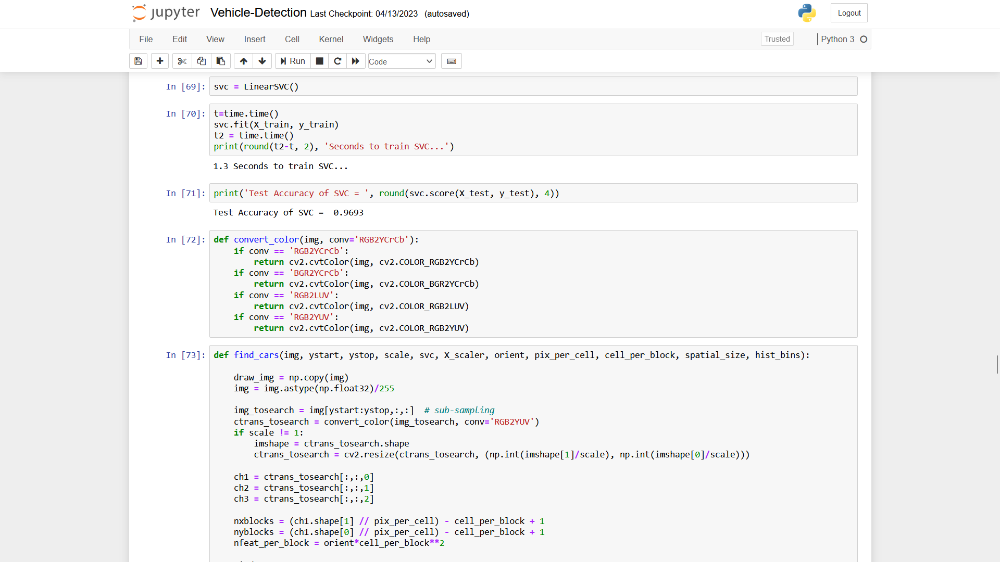 jupyter Vehicle-Detection Last Checkpoint: 04/13/2023 (autosaved) Logout
File Edit View Insert Cell Kernel Widgets Help Trusted Python 3
Run Code
In [69]: svc = LinearSVC()
In [70]: t=time.time()
svc.fit(X_train, y_train)
t2 = time.time()
print(round(t2-t, 2), 'Seconds to train SVC...')
1.3 Seconds to train SVC...
In [71]: print('Test Accuracy of SVC = ', round(svc.score(X_test, y_test), 4))
Test Accuracy of SVC =  0.9693
In [72]: def convert_color(img, conv='RGB2YCrCb'):
    if conv == 'RGB2YCrCb':
        return cv2.cvtColor(img, cv2.COLOR_RGB2YCrCb)
    if conv == 'BGR2YCrCb':
        return cv2.cvtColor(img, cv2.COLOR_BGR2YCrCb)
    if conv == 'RGB2LUV':
        return cv2.cvtColor(img, cv2.COLOR_RGB2LUV)
    if conv == 'RGB2YUV':
        return cv2.cvtColor(img, cv2.COLOR_RGB2YUV)
In [73]: def find_cars(img, ystart, ystop, scale, svc, X_scaler, orient, pix_per_cell, cell_per_block, spatial_size, hist_bins):
    draw_img = np.copy(img)
    img = img.astype(np.float32)/255
    img_tosearch = img[ystart:ystop,:,:]  # sub-sampling
    ctrans_tosearch = convert_color(img_tosearch, conv='RGB2YUV')
    if scale != 1:
        imshape = ctrans_tosearch.shape
        ctrans_tosearch = cv2.resize(ctrans_tosearch, (np.int(imshape[1]/scale), np.int(imshape[0]/scale)))
    ch1 = ctrans_tosearch[:,:,0]
    ch2 = ctrans_tosearch[:,:,1]
    ch3 = ctrans_tosearch[:,:,2]
    nxblocks = (ch1.shape[1] // pix_per_cell) - cell_per_block + 1
    nyblocks = (ch1.shape[0] // pix_per_cell) - cell_per_block + 1
    nfeat_per_block = orient*cell_per_block**2